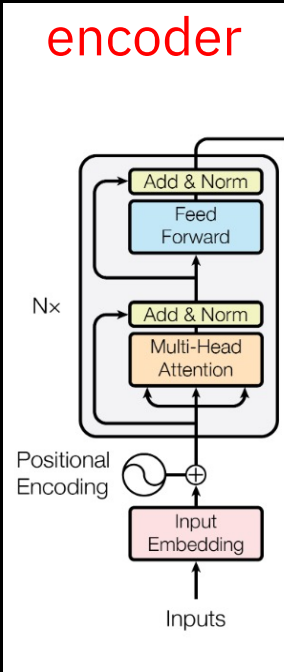 encoder
Add & Norm
Feed
Forward
Nx
Add & Norm
Multi-Head
Attention
Positional
Encoding
Input
Embedding
Inputs